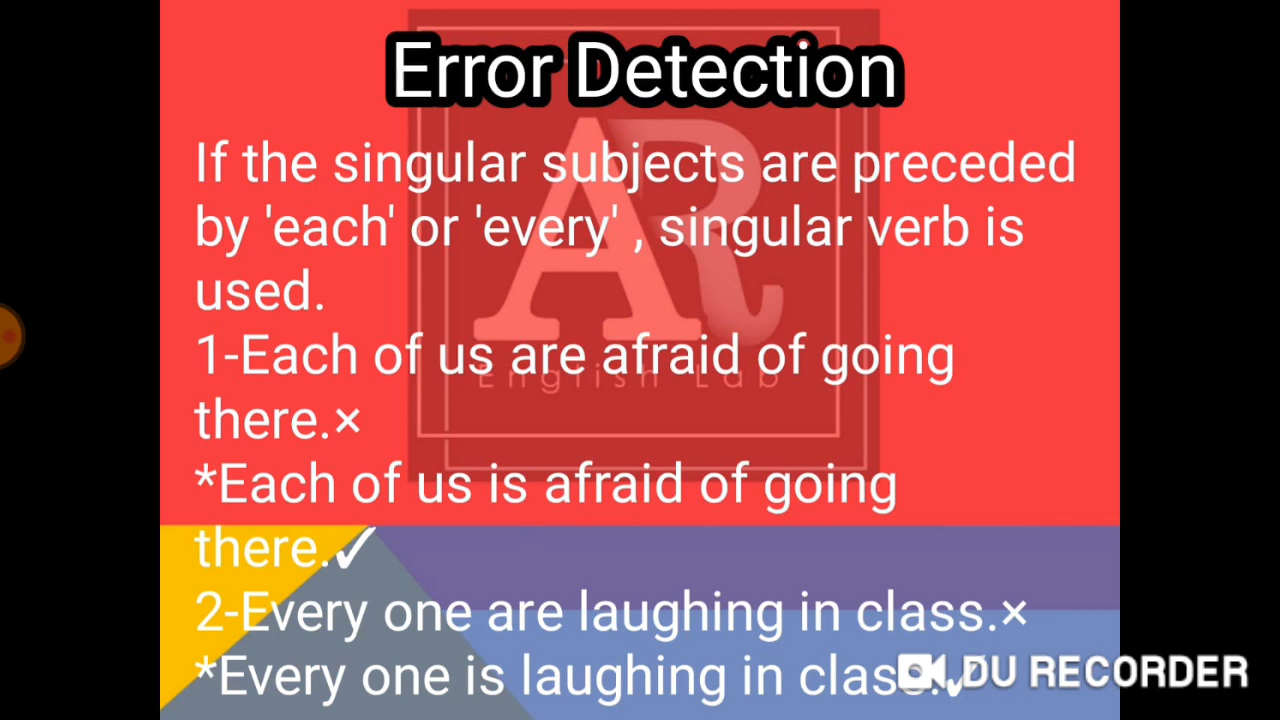 Error Detection
If the singular subjects are preceded
by 'each' or 'every' , singular verb is
used.
1-Each of us are afraid of going
English Lab
there.×
*Each of us is afraid of going
there.✓
2-Every one are laughing in class.×
*Every one is laughing in class.✓
DU RECORDER